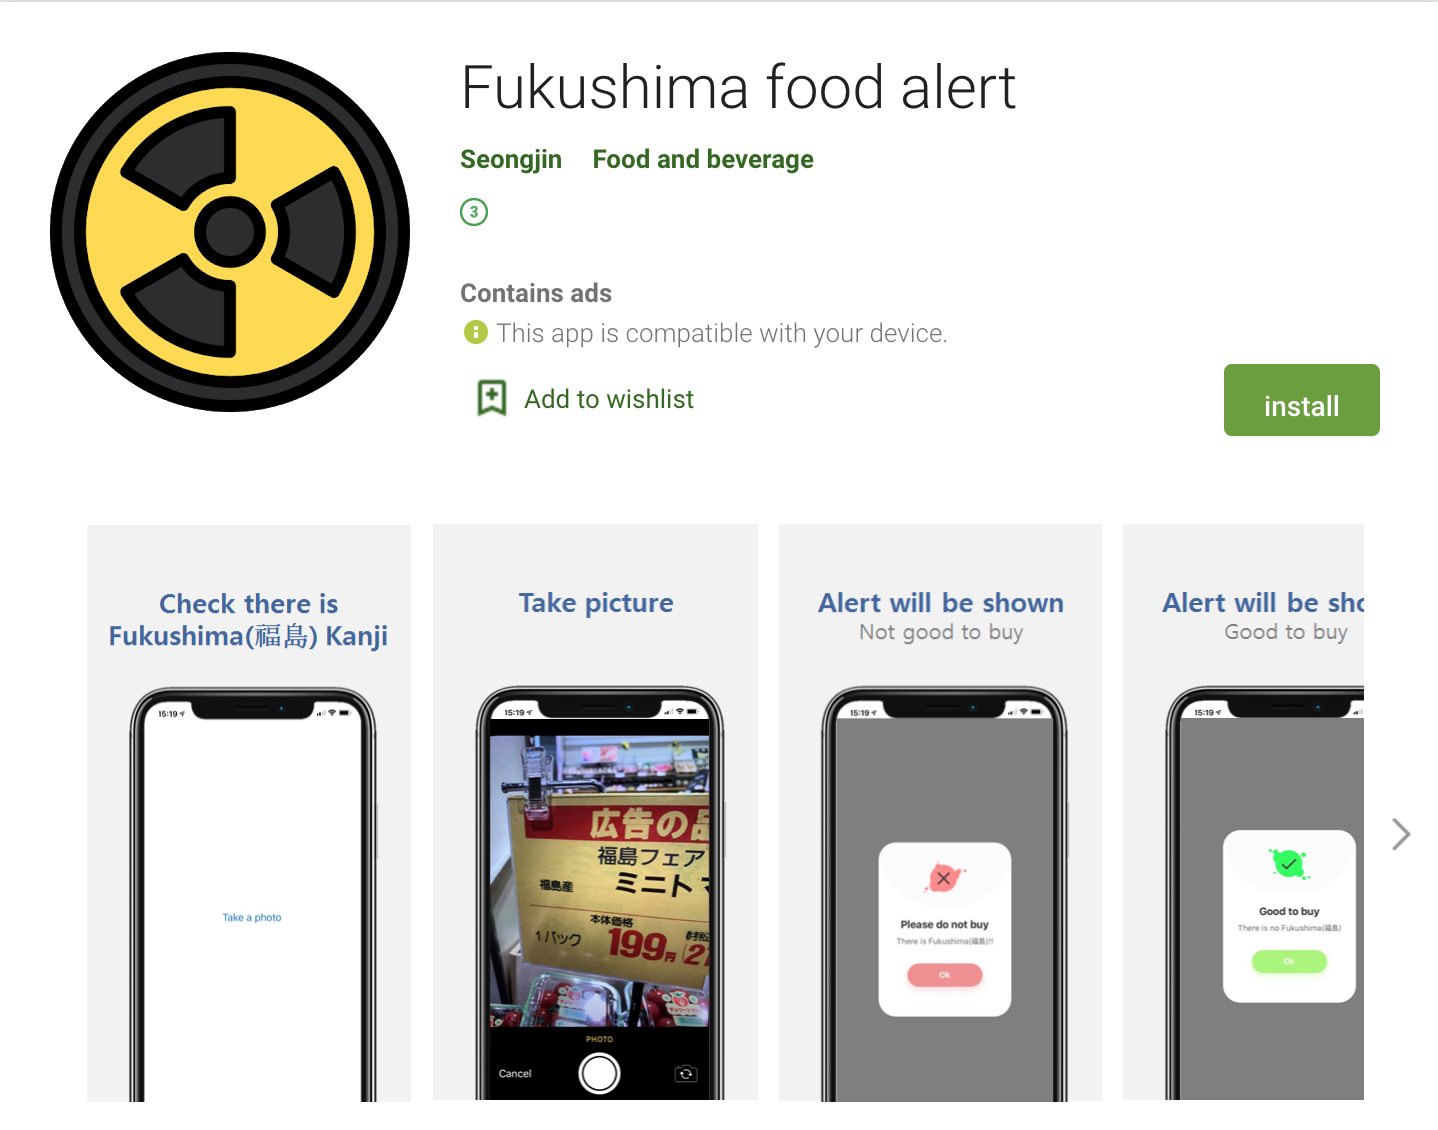 Fukushima food alert
Seongjin Food and beverage
3
Contains ads
This app is compatible with your device.
Add to wishlist
install
Check there is
Fukushima(福島) Kanji
15:19
Take a photo
Take picture
15:19
広告の品
福島フェア
福島産
ミニトマ
本体価格
1パック
199円
PHOTO
Cancel
Alert will be shown
Not good to buy
15:19
Please do not buy
There is Fukushima(福島)!!
Ok
Alert will be sho
Good to buy
15:19
Good to buy
There is no Fukushima(福島)
Ok